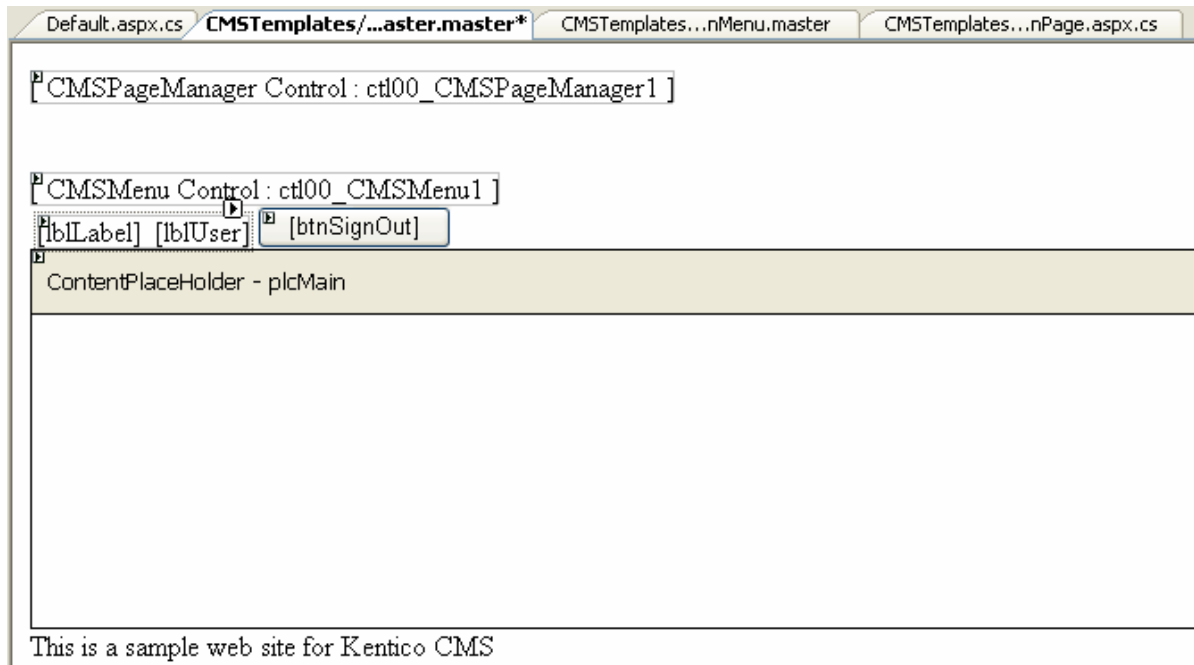 Default.aspx.cs CMSTemplates/...aster.master* CMSTemplates...nMenu.master CMSTemplates...nPage.aspx.cs
[ CMSPageManager Control : ctl00_CMSPageManager1 ]
[ CMSMenu Control : ctl00_CMSMenu1 ]
[lblLabel] [lblUser] [btnSignOut]
ContentPlaceHolder - plcMain
This is a sample web site for Kentico CMS